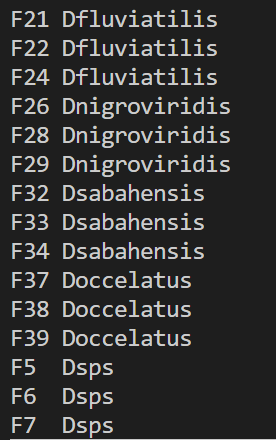 F21 Dfluviatilis
F22 Dfluviatilis
F24 Dfluviatilis
F26 Dnigroviridis
F28 Dnigroviridis
F29 Dnigroviridis
F32 Dsabahensis
F33 Dsabahensis
F34 Dsabahensis
F37 Doccelatus
F38 Doccelatus
F39 Doccelatus
F5  Dsps
F6  Dsps
F7  Dsps